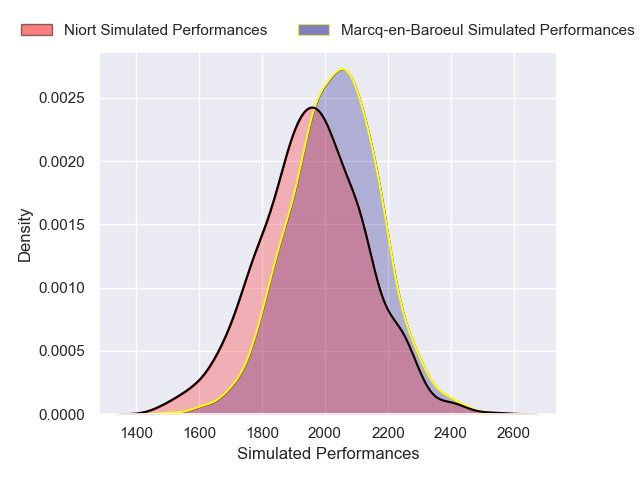 Niort Simulated Performances
Marcq-en-Baroeul Simulated Performances
0.0025
0.0020
0.0015
0.0010
0.0005
0.0000
Density
1400 1600 1800 2000 2200 2400 2600
Simulated Performances